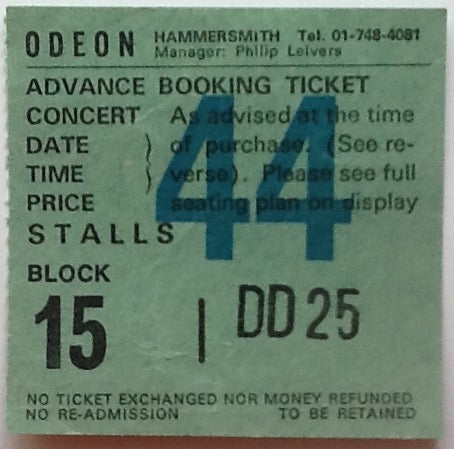 ODEON HAMMERSMITH Tel. 01-748-4081
Manager: Philip Leivers
ADVANCE BOOKING TICKET
CONCERT As advised at the time
DATE } of purchase. (See re-
TIME } verse). Please see full
PRICE seating plan on display
44
STALLS
BLOCK
15 | DD 25
NO TICKET EXCHANGED NOR MONEY REFUNDED
NO RE-ADMISSION TO BE RETAINED